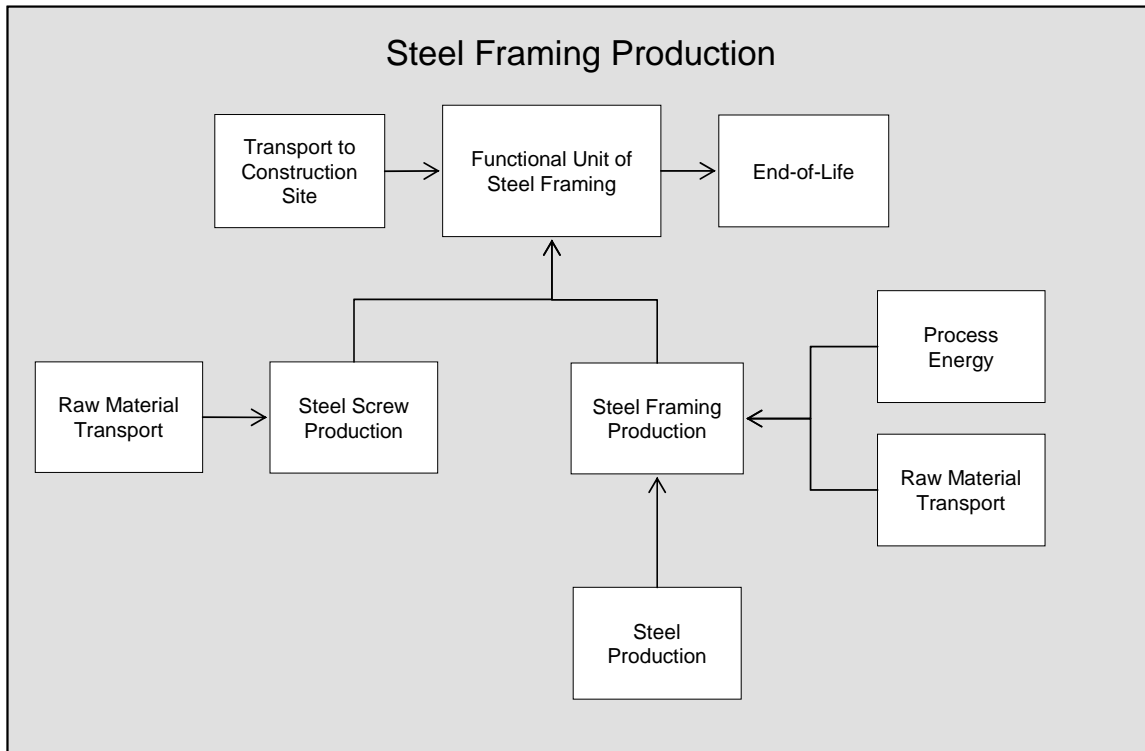 Steel Framing Production
Transport to
Construction
Site
Functional Unit of
Steel Framing
End-of-Life
Process
Energy
Raw Material
Transport
Steel Screw
Production
Steel Framing
Production
Raw Material
Transport
Steel
Production